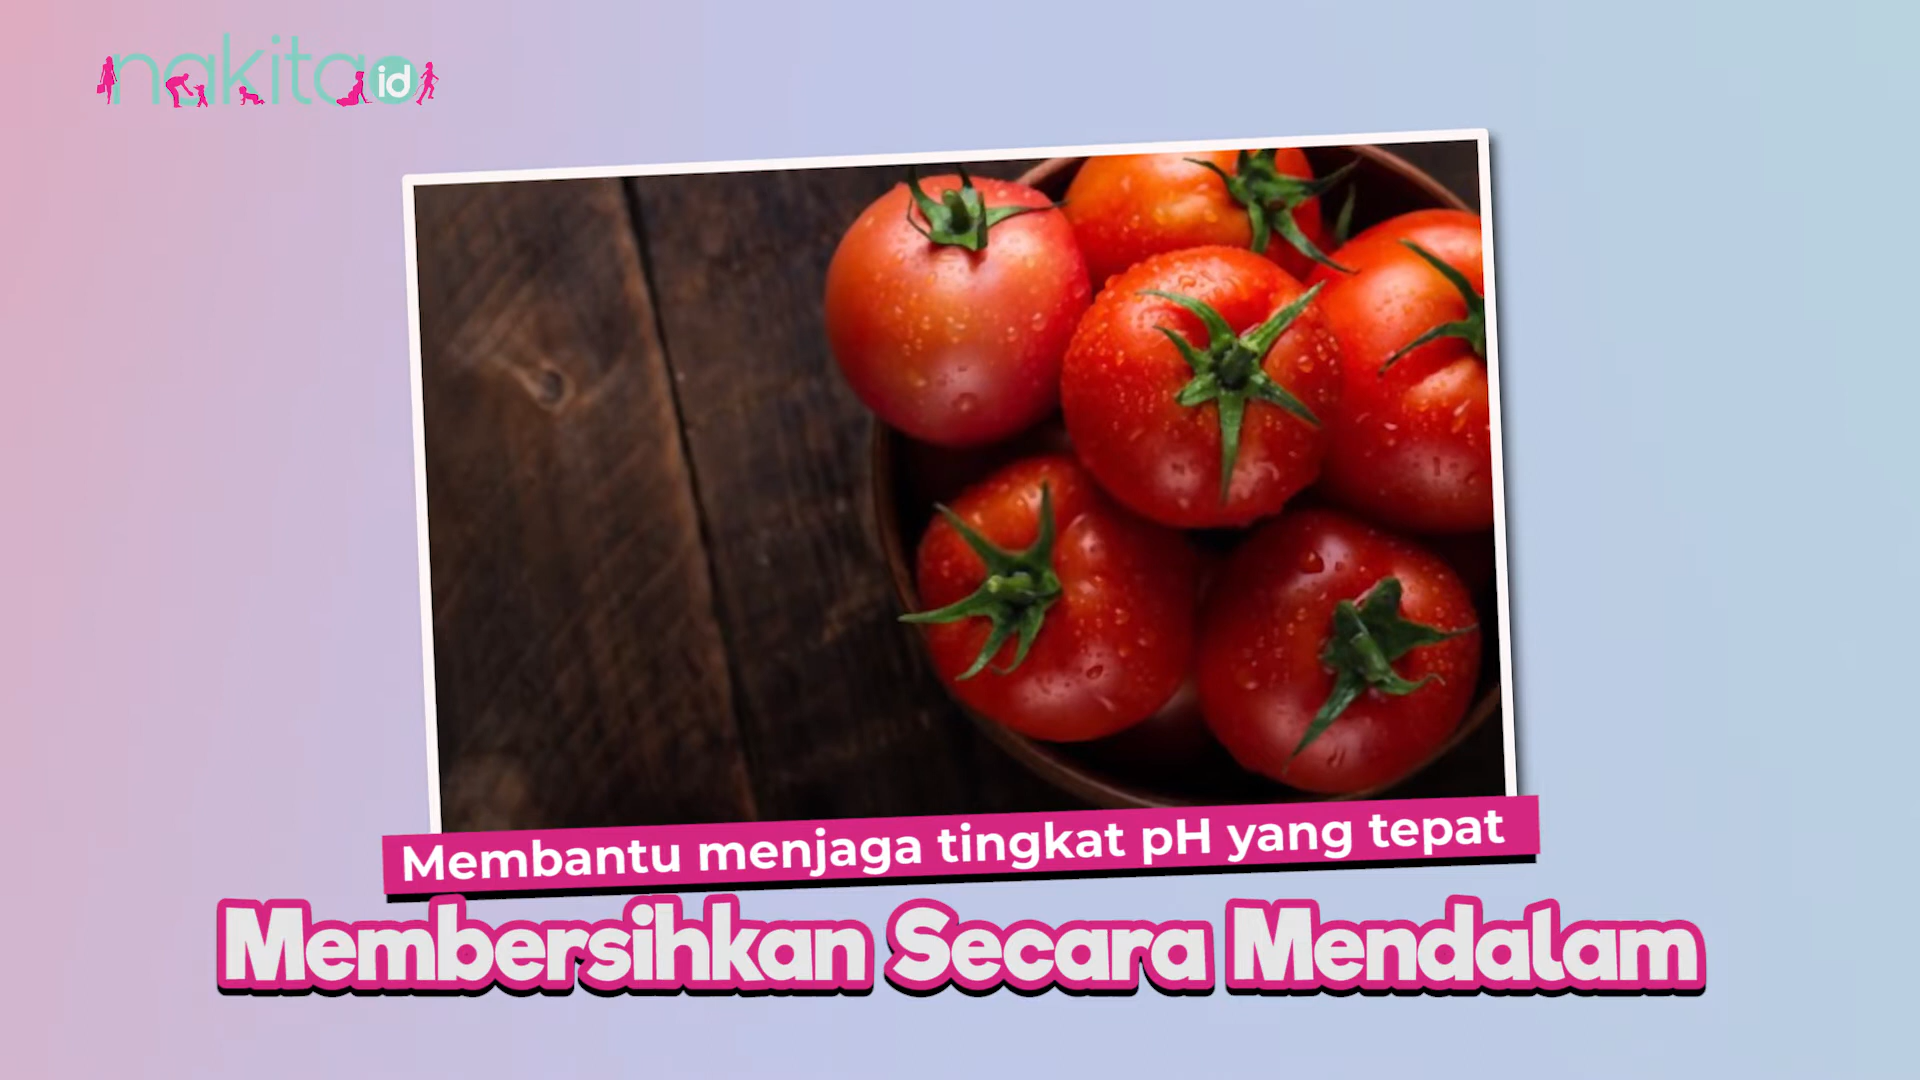 nakita id
Membantu menjaga tingkat pH yang tepat
Membersihkan Secara Mendalam